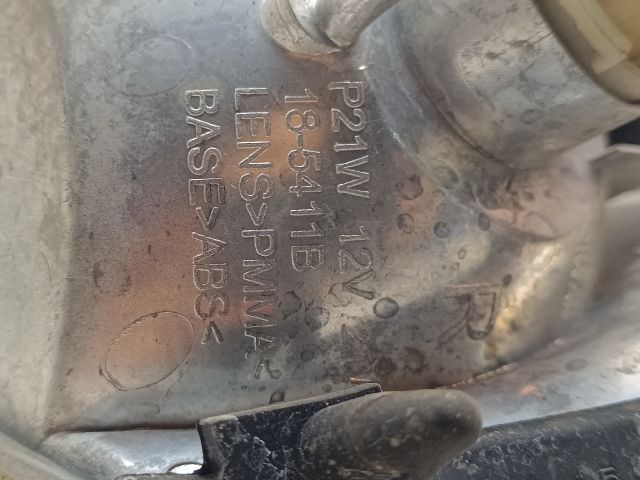 P21W 12V
18-5411B
LENS>PMMA<
BASE>ABS<
R